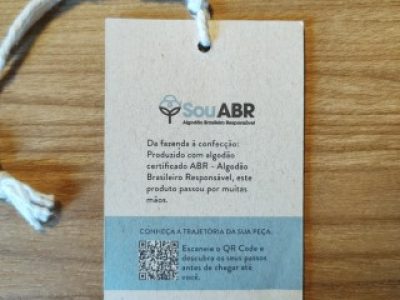 SouABR
Algodão Brasileiro Responsável
Da fazenda à confecção:
Produzido com algodão
certificado ABR - Algodão
Brasileiro Responsável, este
produto passou por muitas
mãos.
CONHEÇA A TRAJETÓRIA DA SUA PEÇA.
Escaneie o QR Code e
descubra os seus passos
antes de chegar até
você.